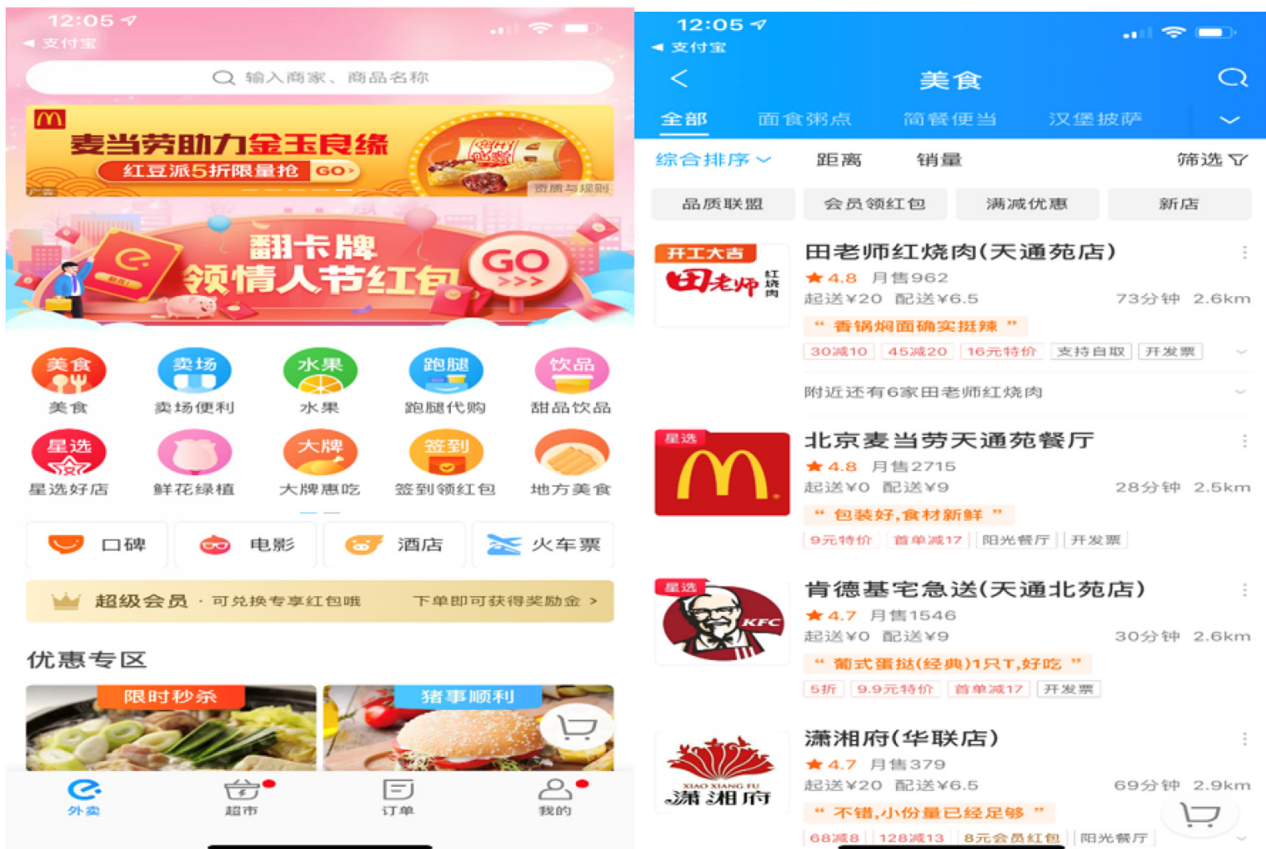 12:05
支付宝
输入商家、商品名称
麦当劳助力金玉良缘
红豆派5折限量抢 GO
广告
资质与规则
翻卡牌
领情人节红包
GO
>>>
美食 卖场 水果 跑腿 饮品
美食 卖场便利 水果 跑腿代购 甜品饮品
星选 大牌 签到
星选好店 鲜花绿植 大牌惠吃 签到领红包 地方美食
口碑 电影 酒店 火车票
超级会员 · 可兑换专享红包哦 下单即可获得奖励金 >
优惠专区
限时秒杀 猪事顺利
外卖 超市 订单 我的
12:05
支付宝
美食
全部 面食粥点 简餐便当 汉堡披萨
综合排序 距离 销量 筛选
品质联盟 会员领红包 满减优惠 新店
开工大吉
田老师 红烧肉
田老师红烧肉(天通苑店)
4.8 月售962
起送¥20 配送¥6.5 73分钟 2.6km
“ 香锅焖面确实挺辣 ”
30减10 45减20 16元特价 支持自取 开发票
附近还有6家田老师红烧肉
星选
北京麦当劳天通苑餐厅
4.8 月售2715
起送¥0 配送¥9 28分钟 2.5km
“ 包装好,食材新鲜 ”
9元特价 首单减17 阳光餐厅 开发票
星选
KFC
肯德基宅急送(天通北苑店)
4.7 月售1546
起送¥0 配送¥9 30分钟 2.6km
“ 葡式蛋挞(经典)1只T,好吃 ”
5折 9.9元特价 首单减17 开发票
XIAO XIANG FU
潇湘府
潇湘府(华联店)
4.7 月售379
起送¥20 配送¥6.5 69分钟 2.9km
“ 不错,小份量已经足够 ”
68减8 128减13 8元会员红包 阳光餐厅